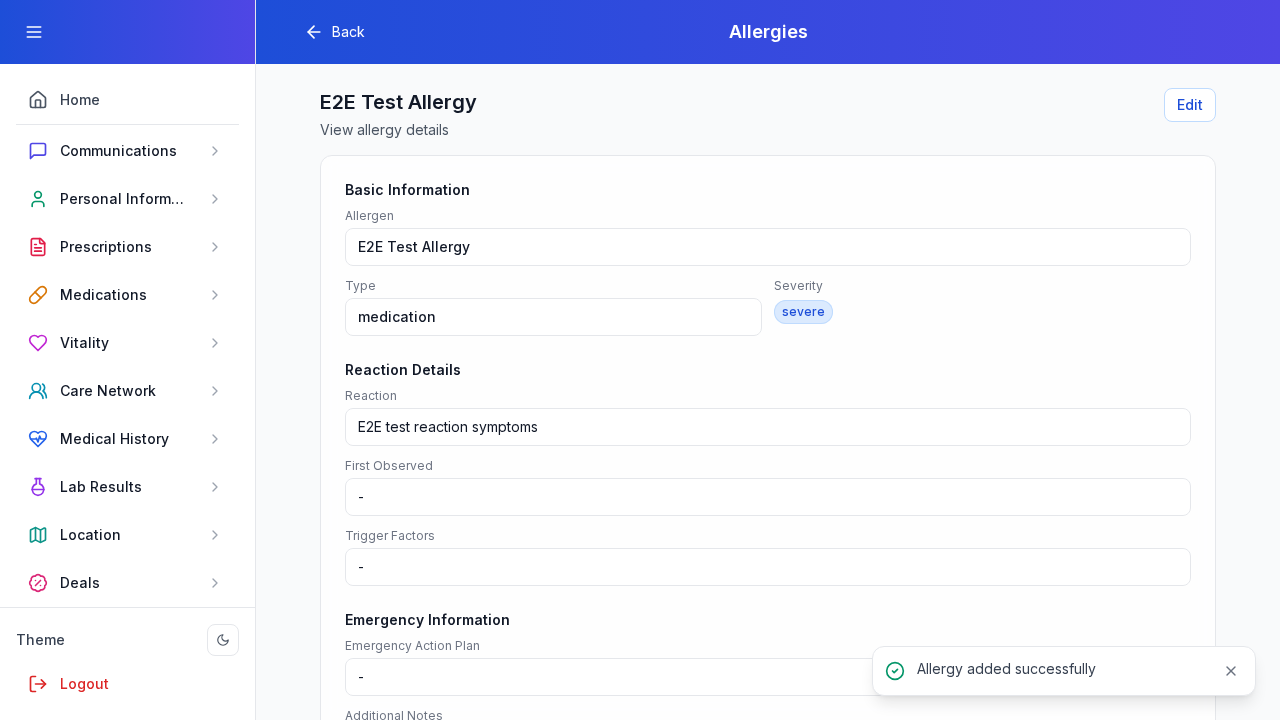 Back
Allergies
Home
Communications
Personal Inform...
Prescriptions
Medications
Vitality
Care Network
Medical History
Lab Results
Location
Deals
Theme
Logout
E2E Test Allergy
Edit
View allergy details
Basic Information
Allergen
E2E Test Allergy
Type
Severity
medication
severe
Reaction Details
Reaction
E2E test reaction symptoms
First Observed
-
Trigger Factors
-
Emergency Information
Emergency Action Plan
-
Additional Notes
Allergy added successfully